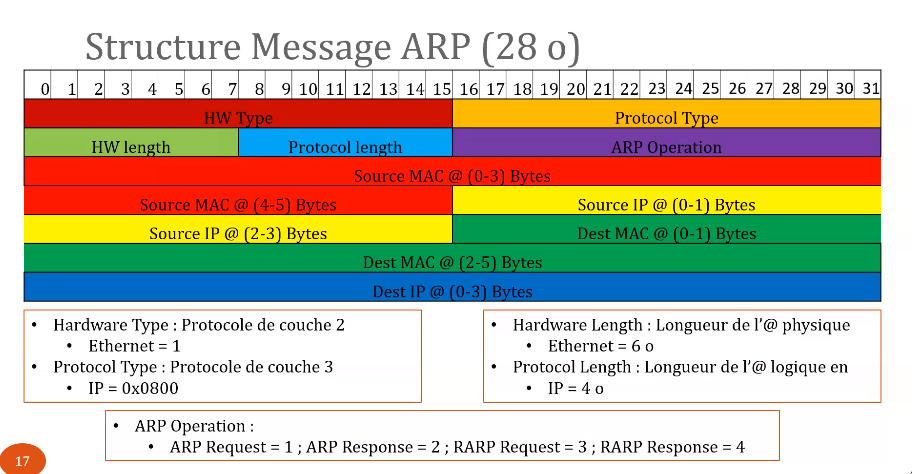 Structure Message ARP (28 o)
0 1 2 3 4 5 6 7 8 9 10 11 12 13 14 15 16 17 18 19 20 21 22 23 24 25 26 27 28 29 30 31
HW Type Protocol Type
HW length Protocol length ARP Operation
Source MAC @ (0-3) Bytes
Source MAC @ (4-5) Bytes Source IP @ (0-1) Bytes
Source IP @ (2-3) Bytes Dest MAC @ (0-1) Bytes
Dest MAC @ (2-5) Bytes
Dest IP @ (0-3) Bytes
• Hardware Type : Protocole de couche 2
• Ethernet = 1
• Protocol Type : Protocole de couche 3
• IP = 0x0800
• Hardware Length : Longueur de l'@ physique
• Ethernet = 6 o
• Protocol Length : Longueur de l'@ logique en
• IP = 4 o
• ARP Operation :
• ARP Request = 1 ; ARP Response = 2 ; RARP Request = 3 ; RARP Response = 4
17